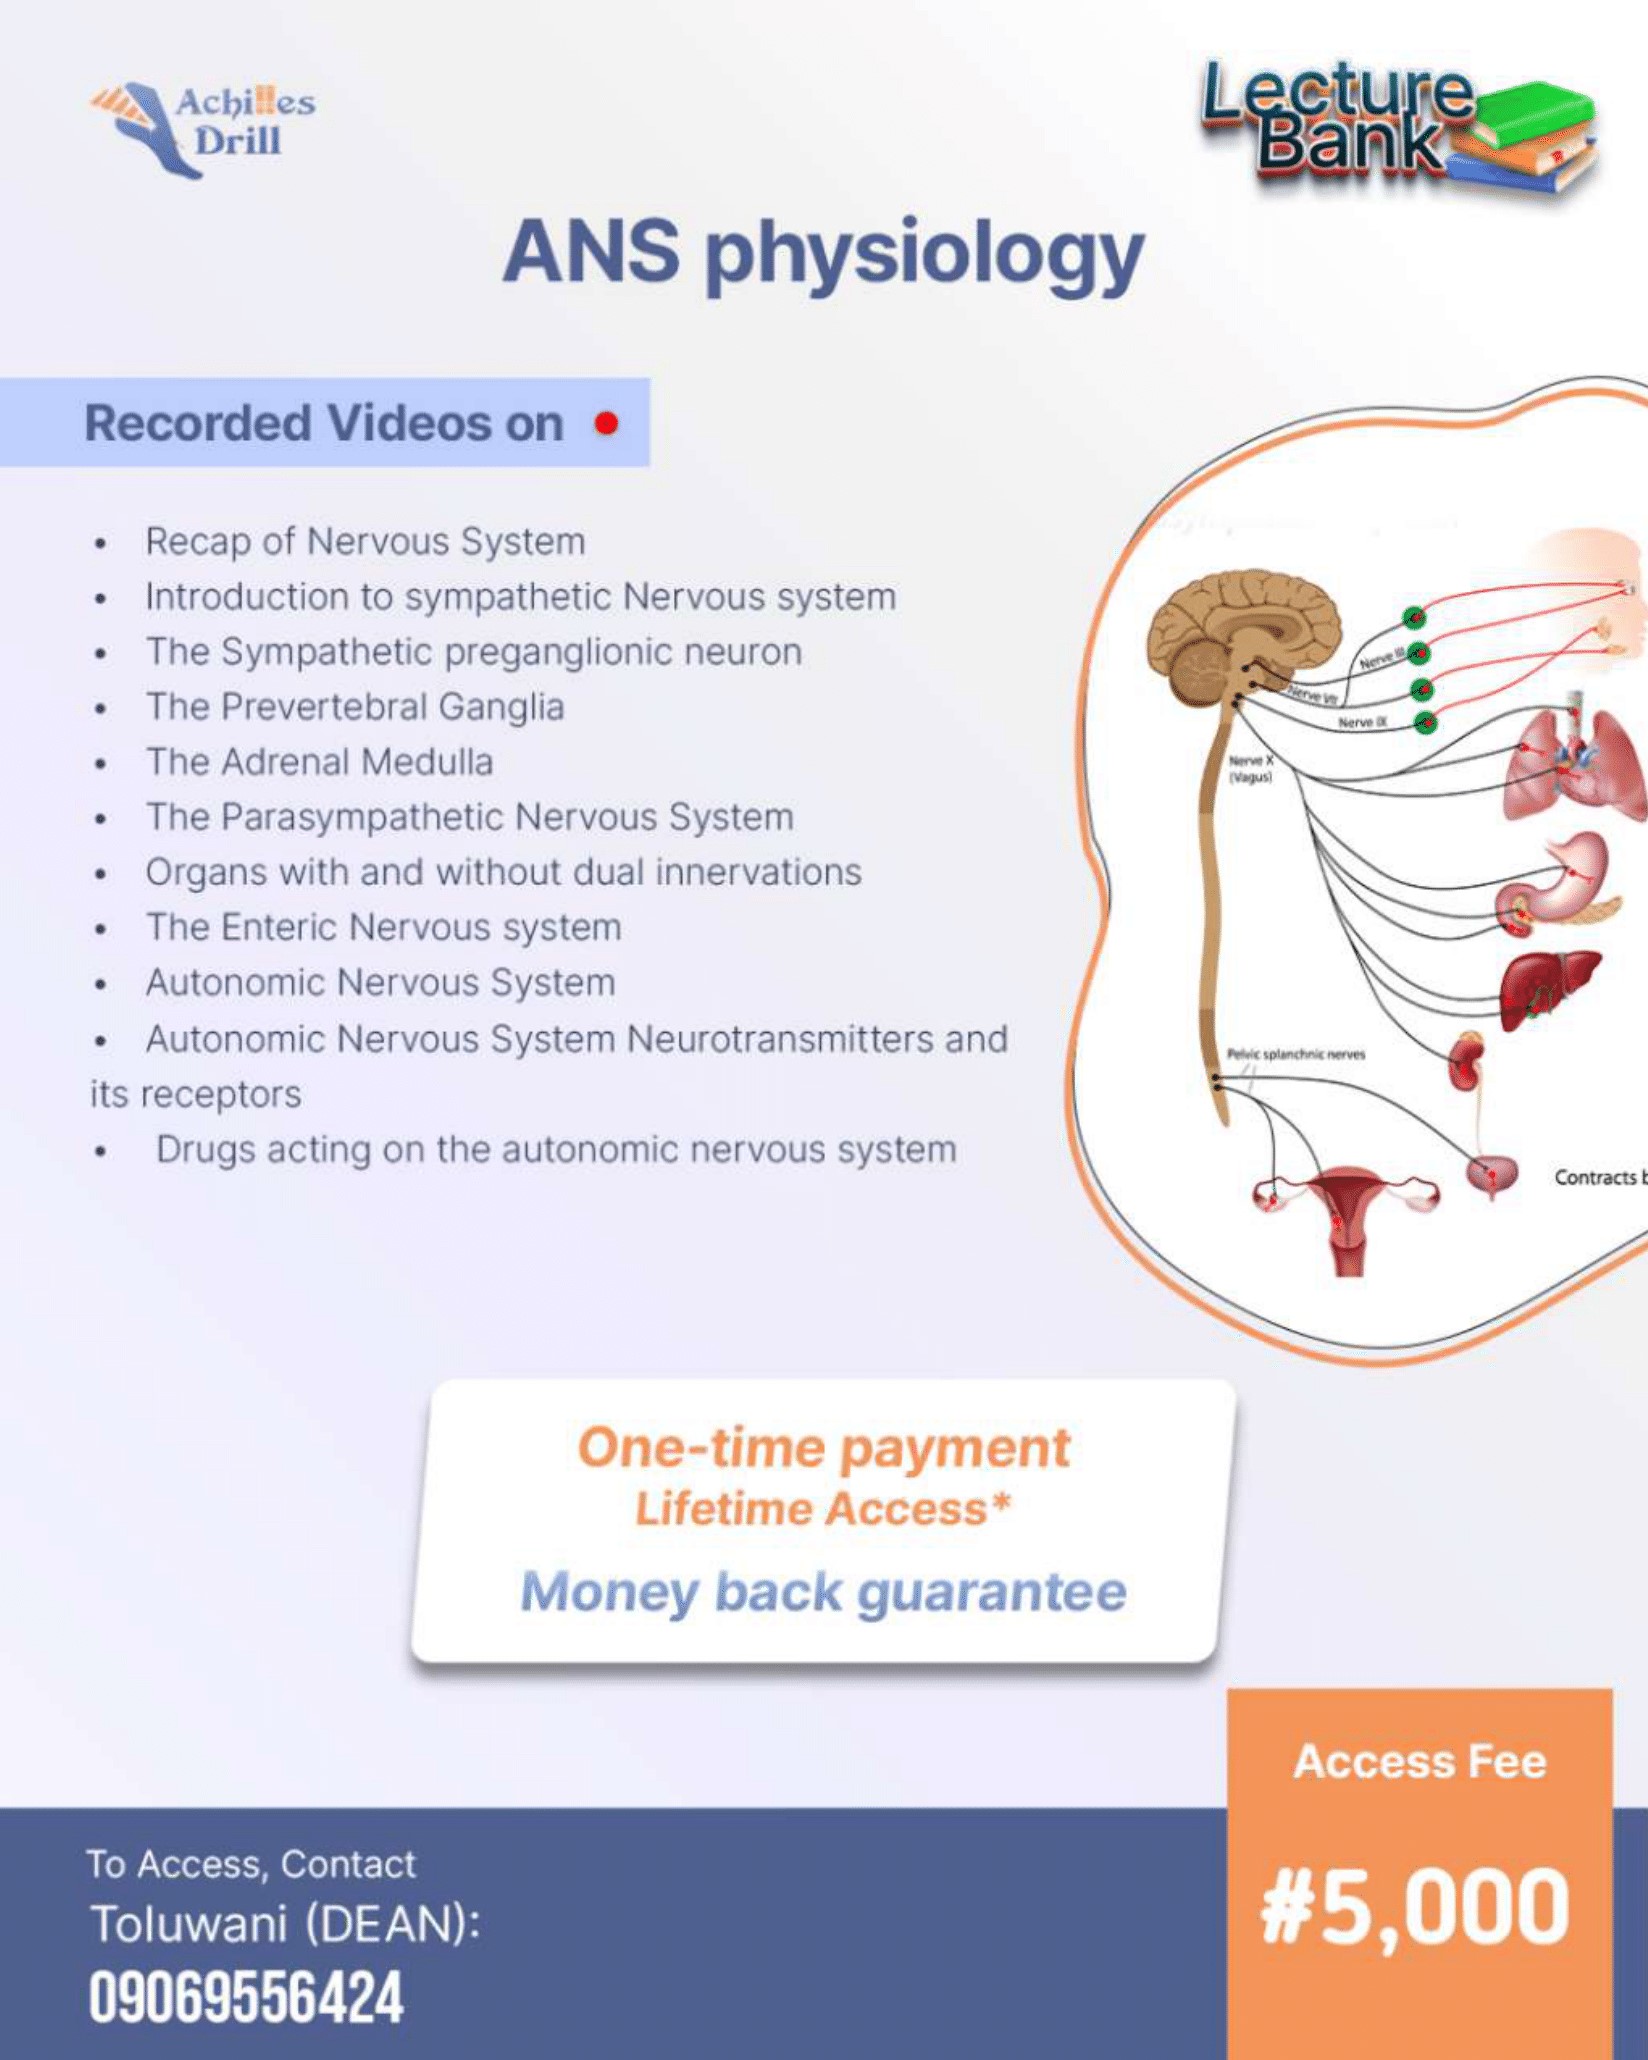 Achilles
Drill
Lecture
Bank
ANS physiology
Recorded Videos on
• Recap of Nervous System
• Introduction to sympathetic Nervous system
• The Sympathetic preganglionic neuron
• The Prevertebral Ganglia
• The Adrenal Medulla
• The Parasympathetic Nervous System
• Organs with and without dual innervations
• The Enteric Nervous system
• Autonomic Nervous System
• Autonomic Nervous System Neurotransmitters and
its receptors
• Drugs acting on the autonomic nervous system
Nerve III
Nerve VII
Nerve IX
Nerve X
(Vagus)
Pelvic splanchnic nerves
Contracts b
One-time payment
Lifetime Access*
Money back guarantee
Access Fee
#5,000
To Access, Contact
Toluwani (DEAN):
09069556424